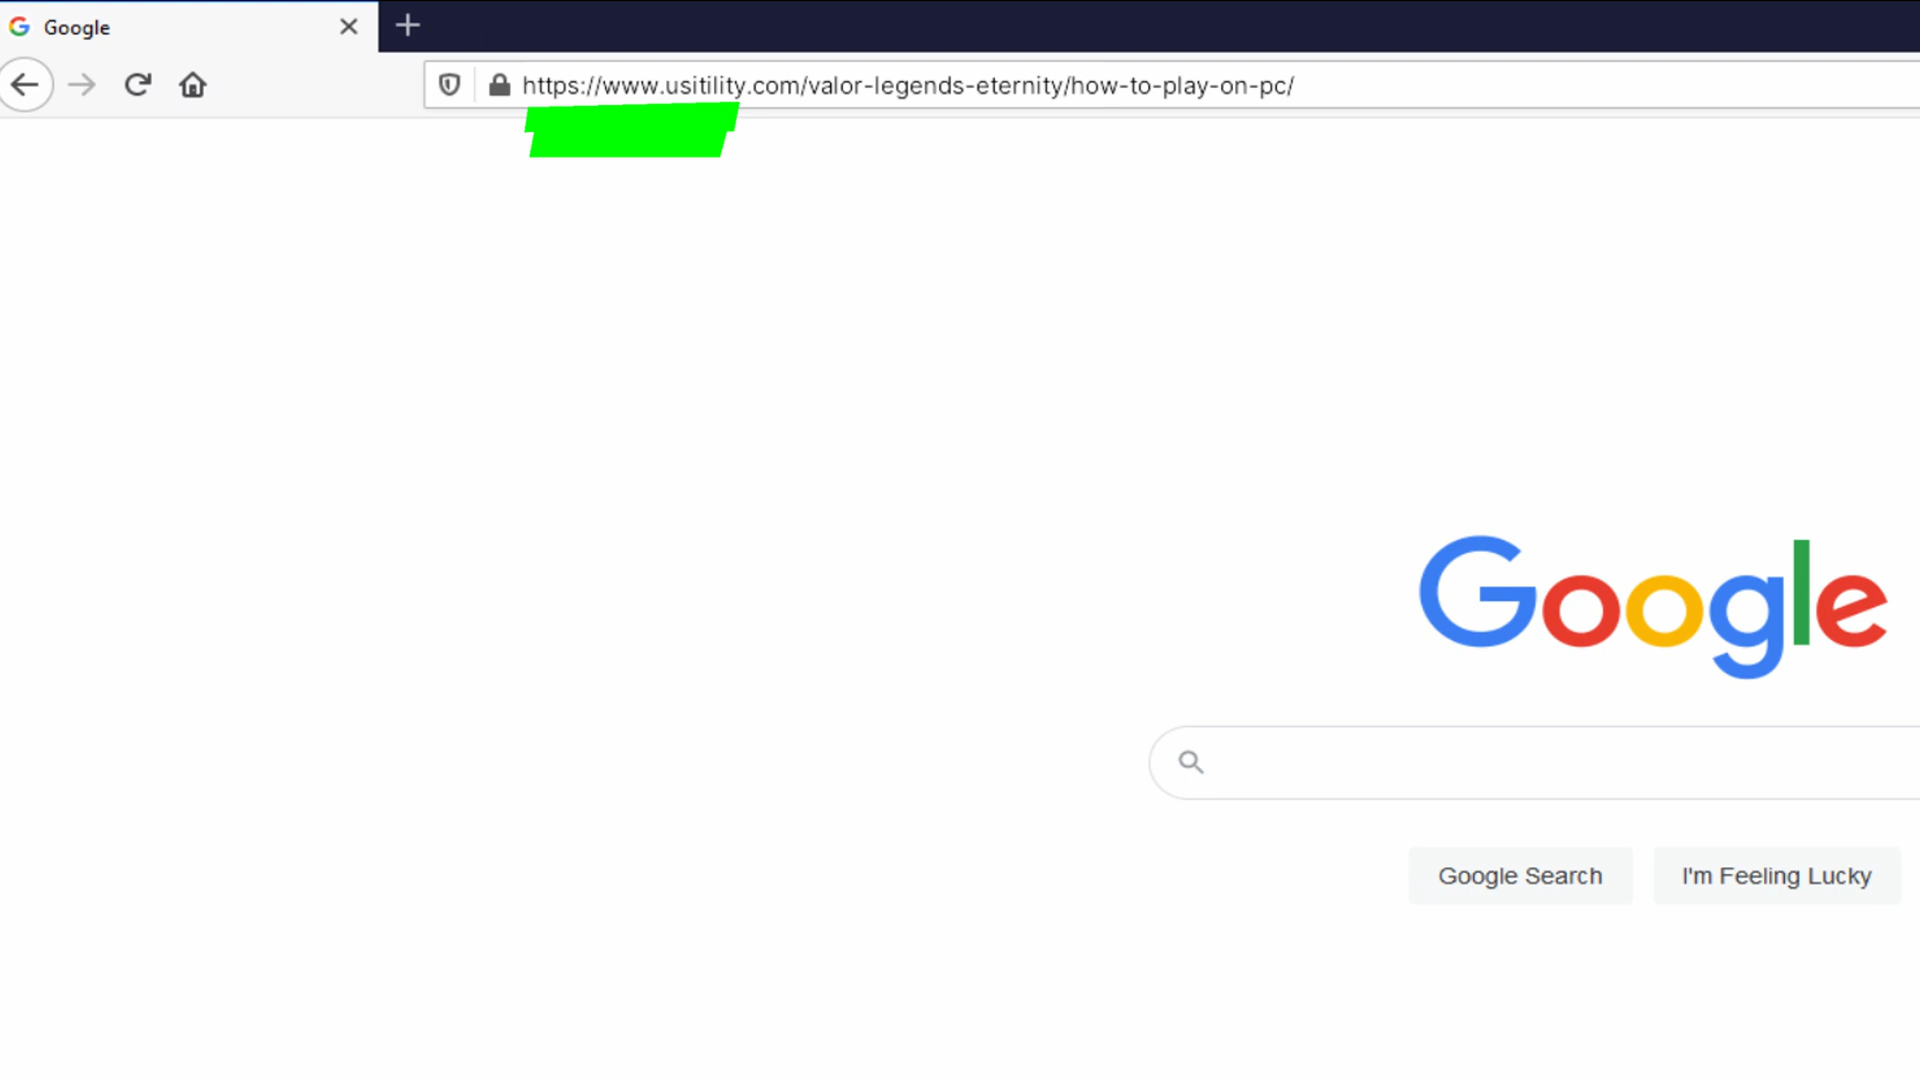 Google
https://www.usitility.com/valor-legends-eternity/how-to-play-on-pc/
Google
Google Search
I'm Feeling Lucky